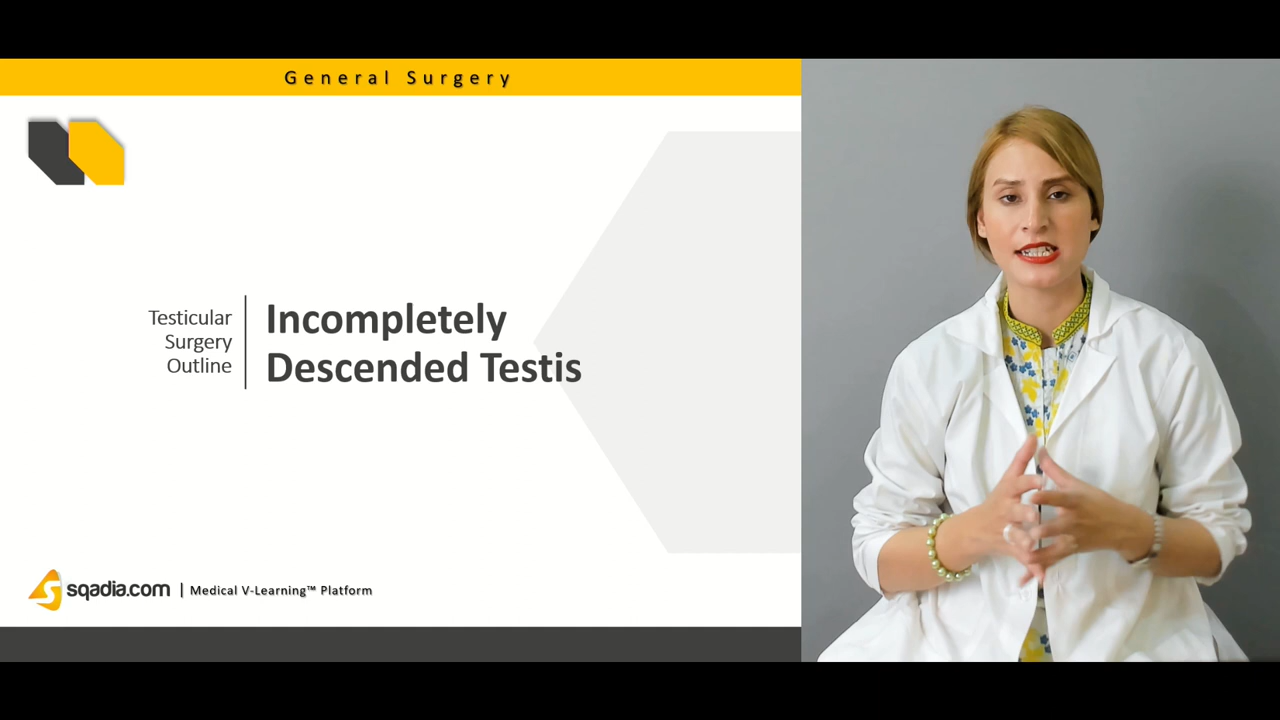 General Surgery
Testicular
Surgery
Outline
Incompletely
Descended Testis
sqadia.com | Medical V-Learning™ Platform